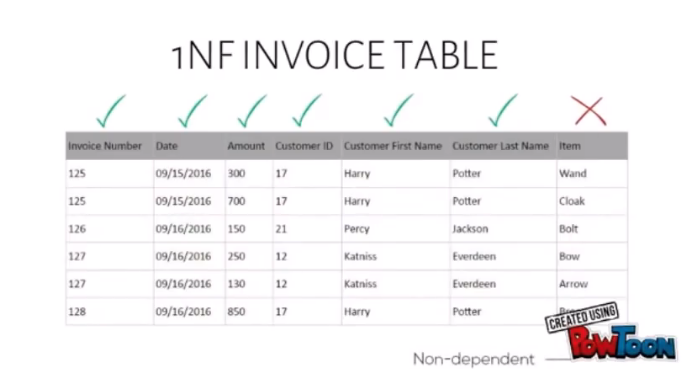 1NF INVOICE TABLE
Invoice Number Date Amount Customer ID Customer First Name Customer Last Name Item
125 09/15/2016 300 17 Harry Potter Wand
125 09/15/2016 700 17 Harry Potter Cloak
126 09/16/2016 150 21 Percy Jackson Bolt
127 09/16/2016 250 12 Katniss Everdeen Bow
127 09/16/2016 130 12 Katniss Everdeen Arrow
128 09/16/2016 850 17 Harry Potter
CREATED USING
POWTOON
Non-dependent